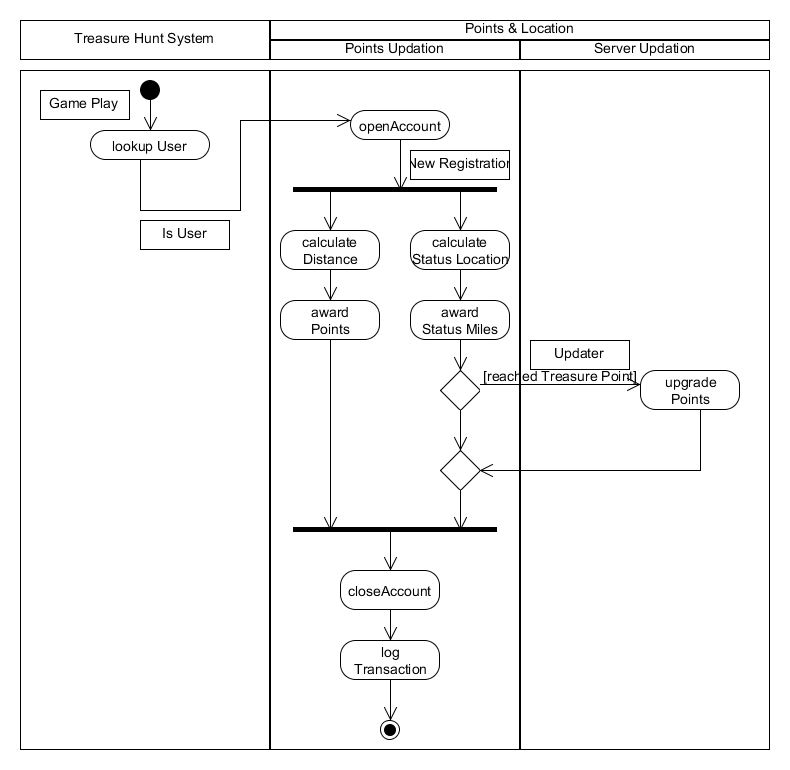 Treasure Hunt System
Points & Location
Points Updation
Server Updation
Game Play
lookup User
Is User
openAccount
New Registration
calculate
Distance
calculate
Status Location
award
Points
award
Status Miles
Updater
[reached Treasure Point]
upgrade
Points
closeAccount
log
Transaction